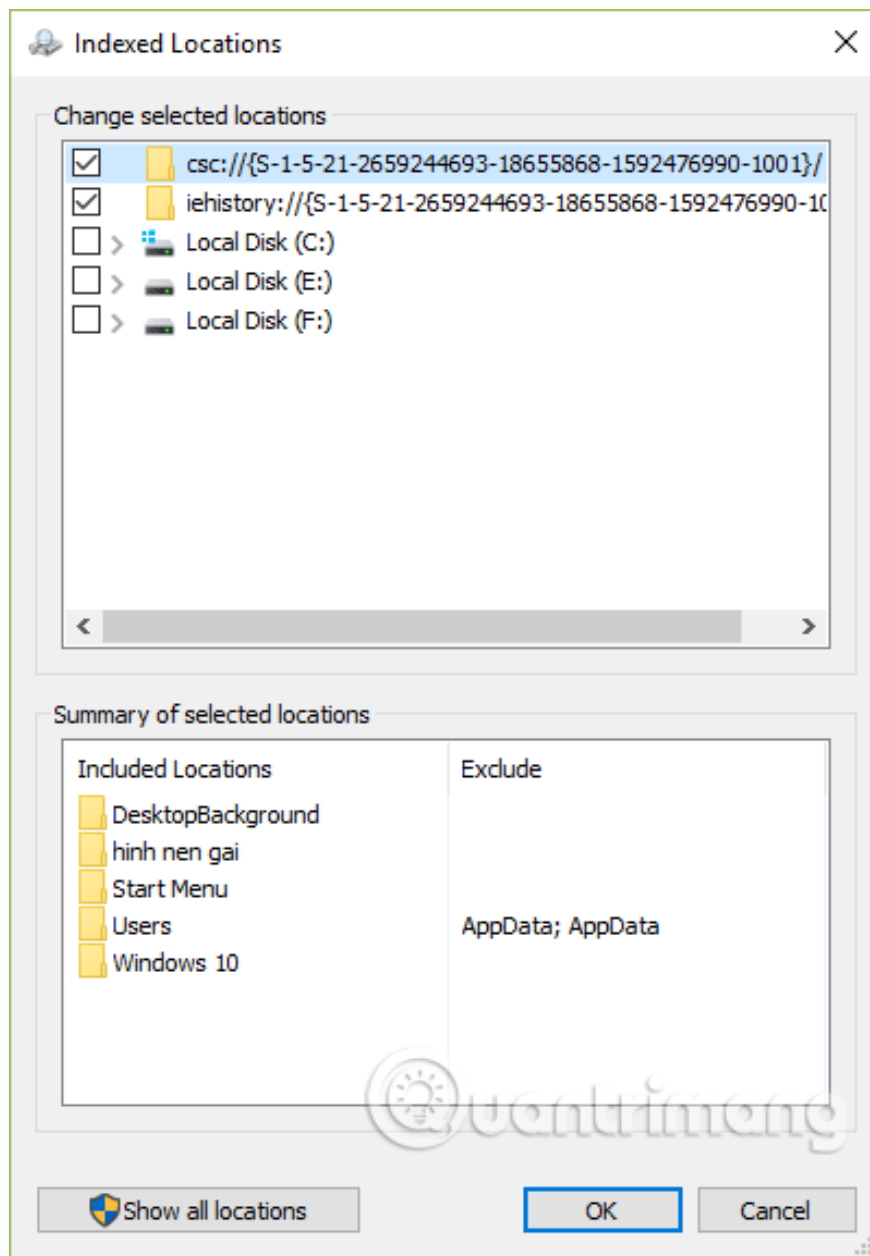 Indexed Locations
Change selected locations
csc://{S-1-5-21-2659244693-18655868-1592476990-1001}/
iehistory://{S-1-5-21-2659244693-18655868-1592476990-10
Local Disk (C:)
Local Disk (E:)
Local Disk (F:)
Summary of selected locations
Included Locations Exclude
DesktopBackground
hinh nen gai
Start Menu
Users AppData; AppData
Windows 10
Quantrimang
Show all locations OK Cancel